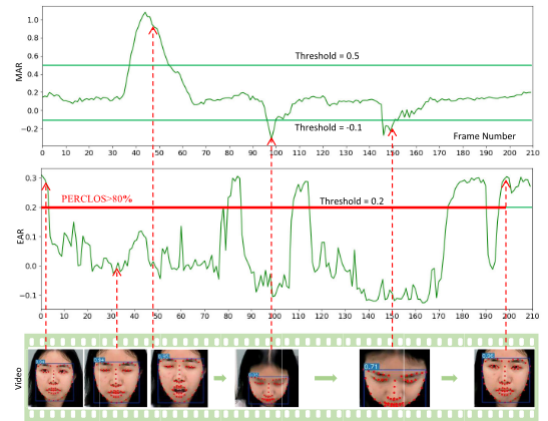 MAR
1.0
0.8
0.6
0.4
0.2
0.0
−0.2
Threshold = 0.5
Threshold = -0.1
Frame Number
0 10 20 30 40 50 60 70 80 90 100 110 120 130 140 150 160 170 180 190 200 210
EAR
0.3
0.2
0.1
0.0
−0.1
PERCLOS>80%
Threshold = 0.2
0 10 20 30 40 50 60 70 80 90 100 110 120 130 140 150 160 170 180 190 200 210
Video
0.71